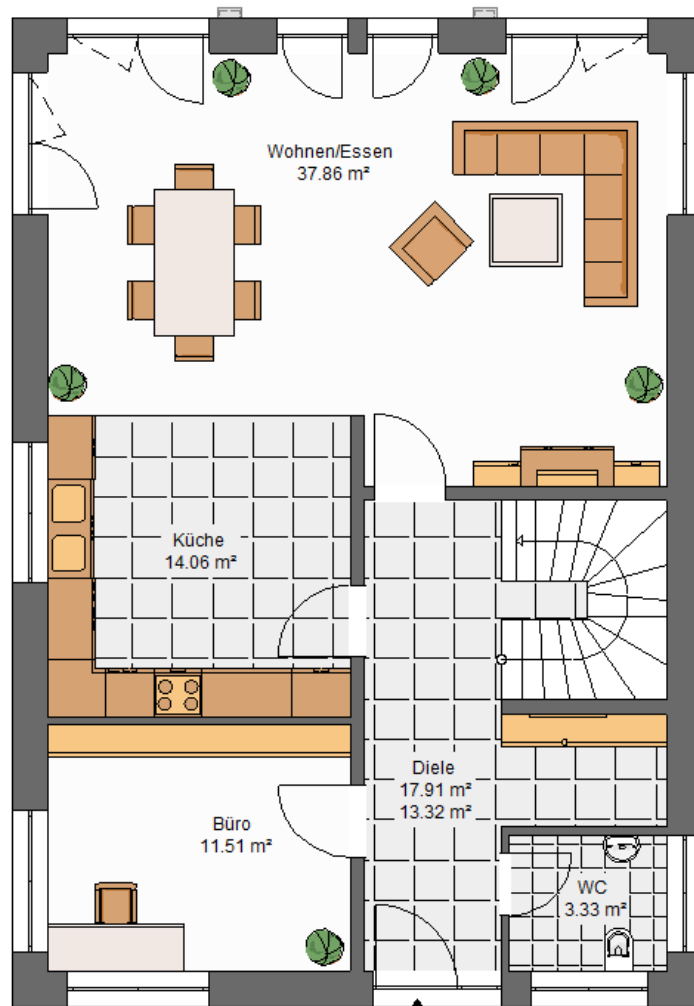 Wohnen/Essen
37.86 m²
Küche
14.06 m²
Diele
17.91 m²
13.32 m²
Büro
11.51 m²
WC
3.33 m²